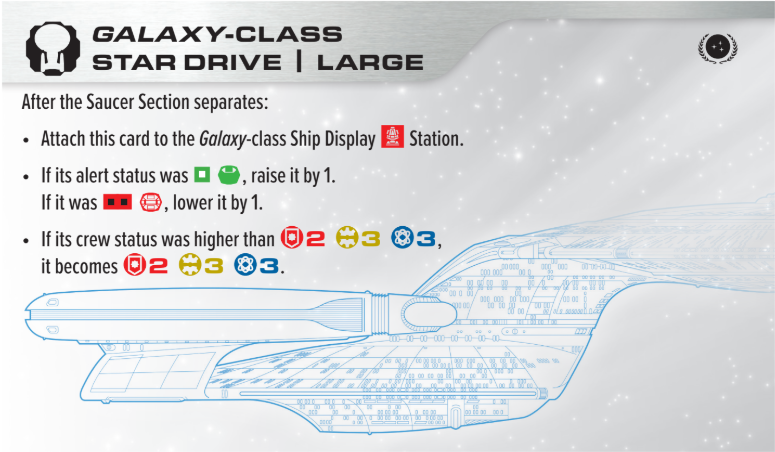 GALAXY-CLASS
STAR DRIVE | LARGE
After the Saucer Section separates:
• Attach this card to the Galaxy-class Ship Display Station.
• If its alert status was , raise it by 1.
If it was , lower it by 1.
• If its crew status was higher than 2 3 3,
it becomes 2 3 3.